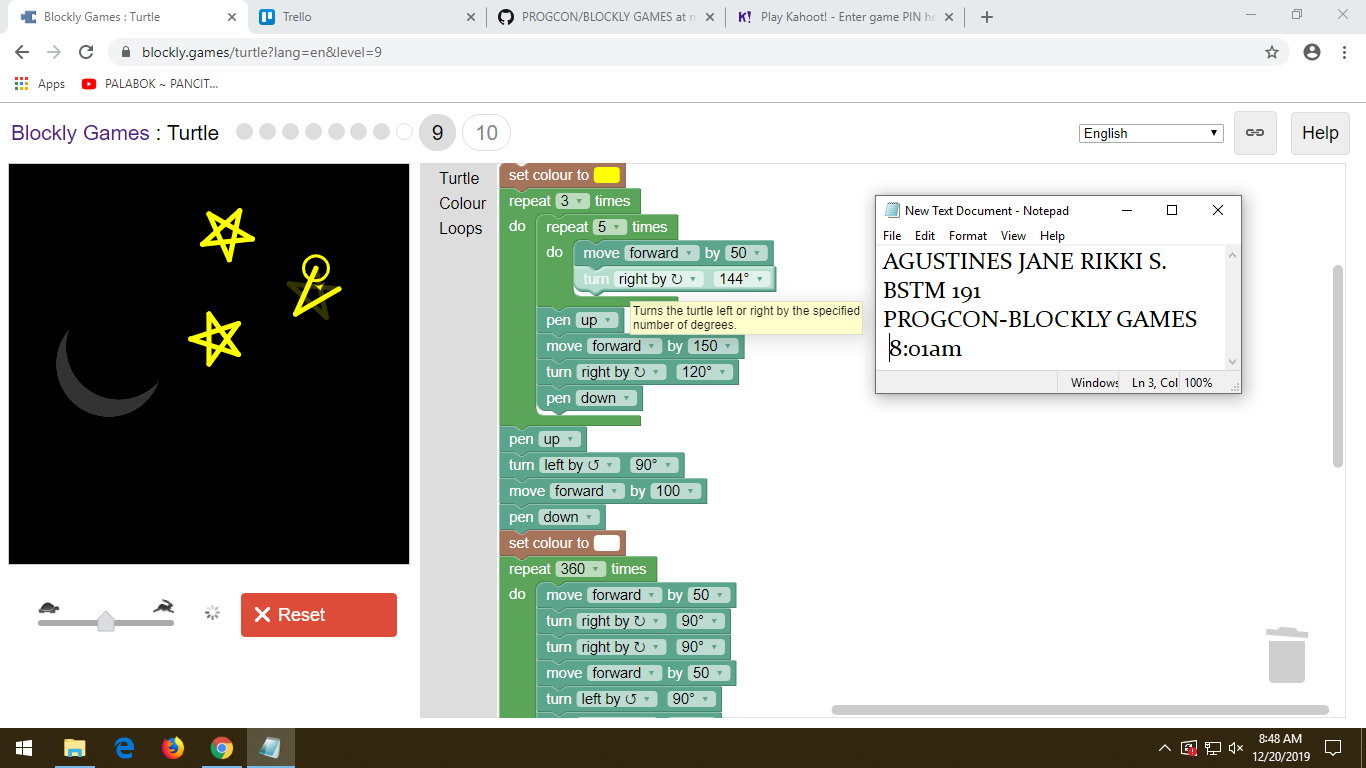 Blockly Games : Turtle
Trello
PROGCON/BLOCKLY GAMES at m
K! Play Kahoot! - Enter game PIN he
blockly.games/turtle?lang=en&level=9
Apps
PALABOK ~ PANCIT...
Blockly Games : Turtle
9
10
English
Help
Turtle
Colour
Loops
set colour to
repeat 3 times
do repeat 5 times
do move forward by 50
turn right by ↻ 144°
Turns the turtle left or right by the specified
number of degrees.
pen up
move forward by 150
turn right by ↻ 120°
pen down
pen up
turn left by ↺ 90°
move forward by 100
pen down
set colour to
repeat 360 times
do move forward by 50
turn right by ↻ 90°
turn right by ↻ 90°
move forward by 50
turn left by ↺ 90°
Reset
New Text Document - Notepad
File Edit Format View Help
AGUSTINES JANE RIKKI S.
BSTM 191
PROGCON-BLOCKLY GAMES
8:01am
Windows Ln 3, Col 100%
8:48 AM
12/20/2019